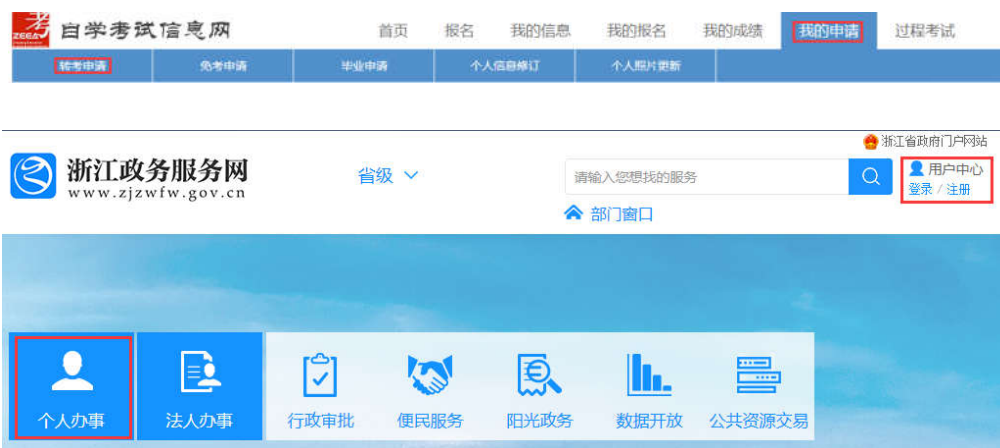 考
ZEEA
自学考试信息网 首页 报名 我的信息 我的报名 我的成绩 我的申请 过程考试
转考申请 免考申请 毕业申请 个人信息修订 个人照片更新
浙江省政府门户网站
浙江政务服务网 省级 请输入您想找的服务 用户中心
www.zjzwfw.gov.cn 登录 / 注册
部门窗口
个人办事 法人办事 行政审批 便民服务 阳光政务 数据开放 公共资源交易